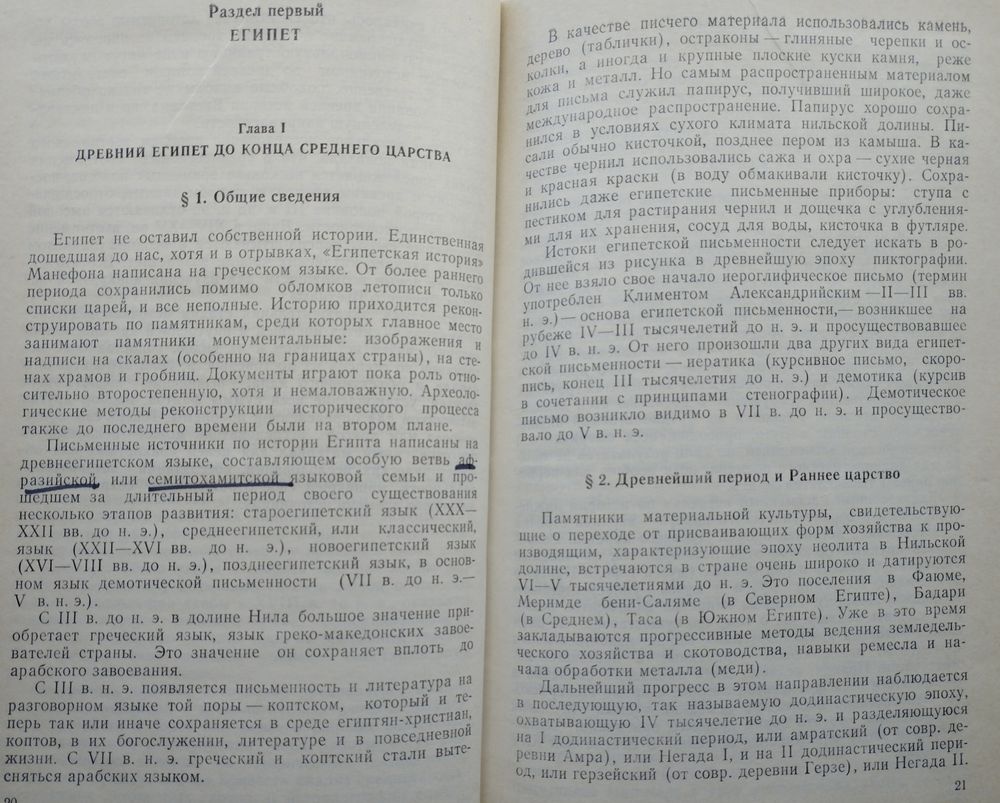 Раздел первый
ЕГИПЕТ
Глава I
ДРЕВНИЙ ЕГИПЕТ ДО КОНЦА СРЕДНЕГО ЦАРСТВА
§ 1. Общие сведения
Египет не оставил собственной истории. Единственная
дошедшая до нас, хотя и в отрывках, «Египетская история»
Манефона написана на греческом языке. От более раннего
периода сохранились помимо обломков летописи только
списки царей, и все неполные. Историю приходится рекон-
струировать по памятникам, среди которых главное место
занимают памятники монументальные: изображения и
надписи на скалах (особенно на границах страны), на сте-
нах храмов и гробниц. Документы играют пока роль отно-
сительно второстепенную, хотя и немаловажную. Археоло-
гические методы реконструкции исторического процесса
также до последнего времени были на втором плане.
Письменные источники по истории Египта написаны на
древнеегипетском языке, составляющем особую ветвь аф-
разийской или семитохамитской языковой семьи и про-
шедшем за длительный период своего существования
несколько этапов развития: староегипетский язык (XXX—
XXII вв. до н. э.), среднеегипетский, или классический,
язык (XXII—XVI вв. до н. э.), новоегипетский язык
(XVI—VIII вв. до н. э.), позднеегипетский язык, в основ-
ном язык демотической письменности (VII в. до н. э.—
V в. н. э.).
С III в. до н. э. в долине Нила большое значение при-
обретает греческий язык, язык греко-македонских завое-
вателей страны. Это значение он сохраняет вплоть до
арабского завоевания.
С III в. н. э. появляется письменность и литература на
разговорном языке той поры — коптском, который и те-
перь так или иначе сохраняется в среде египтян-христиан,
коптов, в их богослужении, литературе и в повседневной
жизни. С VII в. н. э. греческий и коптский стали выте-
сняться арабских языком.
20
В качестве писчего материала использовались камень,
дерево (таблички), остраконы — глиняные черепки и ос-
колки, а иногда и крупные плоские куски камня, реже
кожа и металл. Но самым распространенным материалом
для письма служил папирус, получивший широкое, даже
международное распространение. Папирус хорошо сохра-
нился в условиях сухого климата нильской долины. Пи-
сали обычно кисточкой, позднее пером из камыша. В ка-
честве чернил использовались сажа и охра — сухие черная
и красная краски (в воду обмакивали кисточку). Сохра-
нились даже египетские письменные приборы: ступа с
пестиком для растирания чернил и дощечка с углубления-
ми для их хранения, сосуд для воды, кисточка в футляре.
Истоки египетской письменности следует искать в ро-
дившейся из рисунка в древнейшую эпоху пиктографии.
От нее взяло свое начало иероглифическое письмо (термин
употреблен Климентом Александрийским —II—III вв.
н. э.)— основа египетской письменности,— возникшее на
рубеже IV—III тысячелетий до н. э. и просуществовавшее
до IV в. н. э. От него произошли два других вида египет-
ской письменности — иератика (курсивное письмо, скоро-
пись, конец III тысячелетия до н. э.) и демотика (курсив
в сочетании с принципами стенографии). Демотическое
письмо возникло видимо в VII в. до н. э. и просущество-
вало до V в. н. э.
§ 2. Древнейший период и Раннее царство
Памятники материальной культуры, свидетельствую-
щие о переходе от присваивающих форм хозяйства к про-
изводящим, характеризующие эпоху неолита в Нильской
долине, встречаются в стране очень широко и датируются
VI—V тысячелетиями до н. э. Это поселения в Фаюме,
Меримде бени-Саляме (в Северном Египте), Бадари
(в Среднем), Таса (в Южном Египте). Уже в это время
закладываются прогрессивные методы ведения земледель-
ческого хозяйства и скотоводства, навыки ремесла и на-
чала обработки металла (меди).
Дальнейший прогресс в этом направлении наблюдается
в последующую, так называемую додинастическую эпоху,
охватывающую IV тысячелетие до н. э. и разделяющуюся
на I додинастический период, или амратский (от совр. де-
ревни Амра), или Негада I, и на II додинастический пери-
од, или герзейский (от совр. деревни Герзе), или Негада II.
21